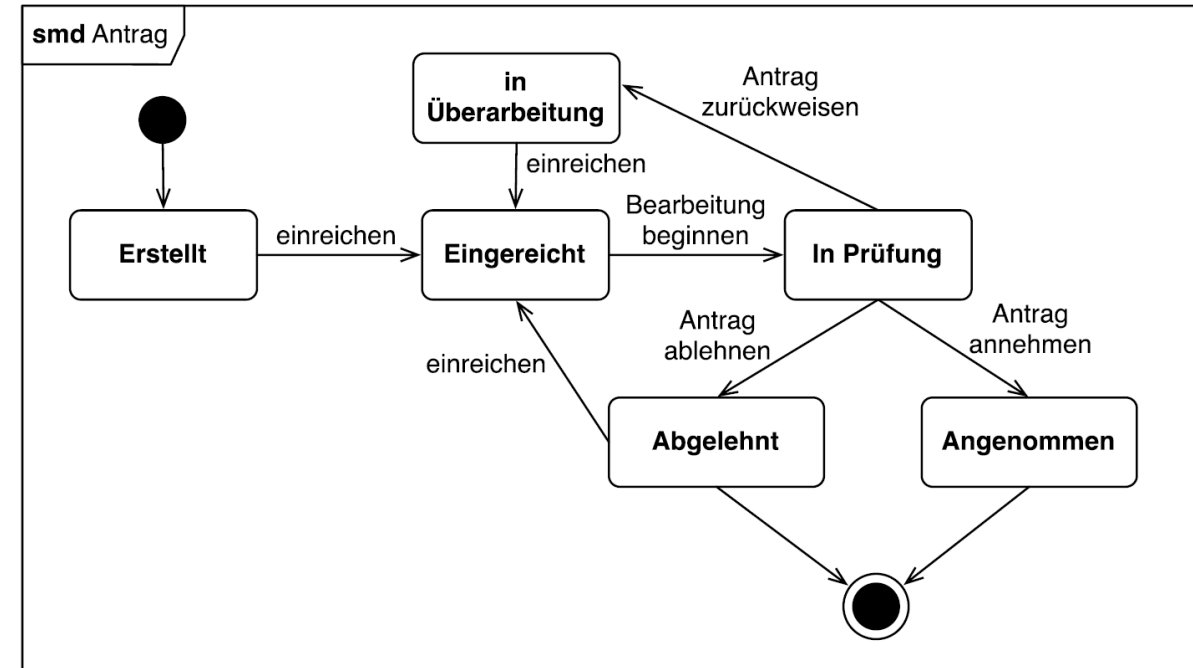 smd Antrag
in
Überarbeitung
Antrag
zurückweisen
einreichen
Erstellt
einreichen
Eingereicht
Bearbeitung
beginnen
In Prüfung
einreichen
Antrag
ablehnen
Antrag
annehmen
Abgelehnt
Angenommen